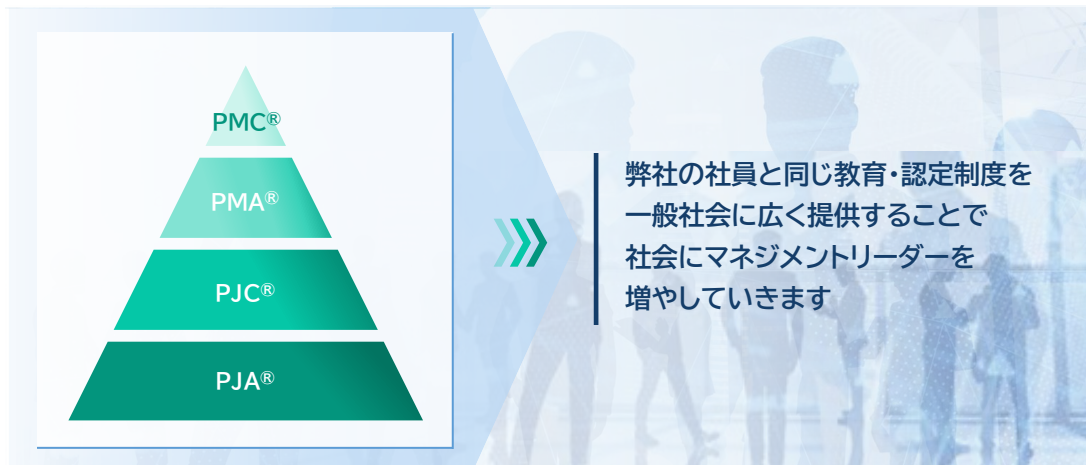 PMC®
PMA®
PJC®
PJA®
弊社の社員と同じ教育・認定制度を
一般社会に広く提供することで
社会にマネジメントリーダーを
増やしていきます